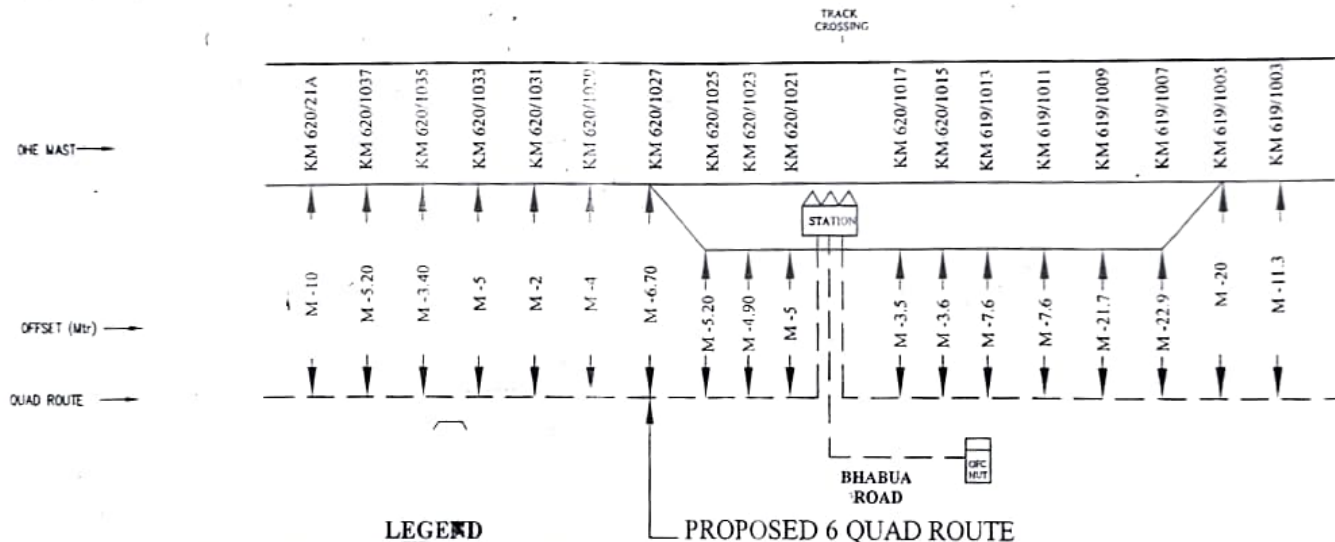 TRACK
CROSSING
OHE MAST
KM 620/21A
KM 620/1037
KM 620/1035
KM 620/1033
KM 620/1031
KM 620/1029
KM 620/1027
KM 620/1025
KM 620/1023
KM 620/1021
KM 620/1017
KM 620/1015
KM 619/1013
KM 619/1011
KM 619/1009
KM 619/1007
KM 619/1005
KM 619/1003
STATION
OFFSET (Mtr)
M -10
M -5.20
M -3.40
M -5
M -2
M -4
M -6.70
M -5.20
M -4.90
M -5
M -3.5
M -3.6
M -7.6
M -7.6
M -21.7
M -22.9
M -20
M -11.3
QUAD ROUTE
OFC
HUT
BHABUA
ROAD
LEGEND
PROPOSED 6 QUAD ROUTE